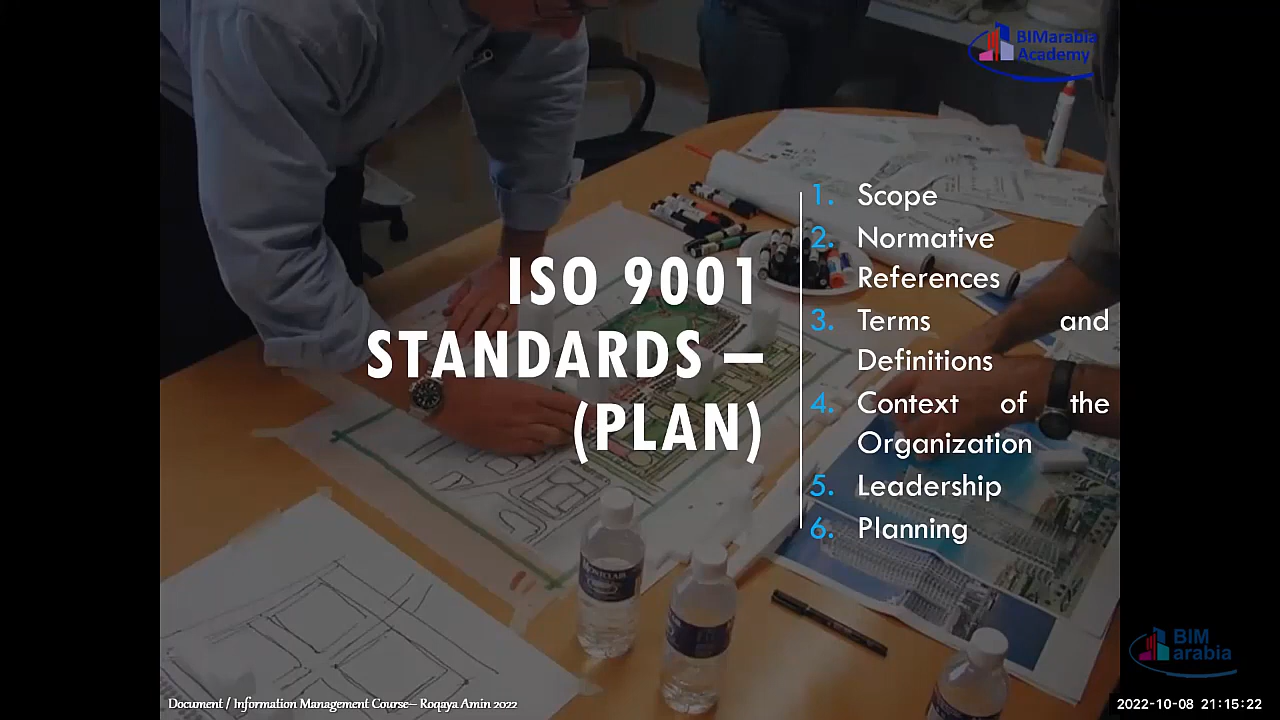 BIMarabia
Academy
ISO 9001
STANDARDS –
(PLAN)
1. Scope
2. Normative
References
3. Terms and
Definitions
4. Context of the
Organization
5. Leadership
6. Planning
BIM
arabia
Document / Information Management Course– Roqaya Amin 2022
2022-10-08 21:15:22